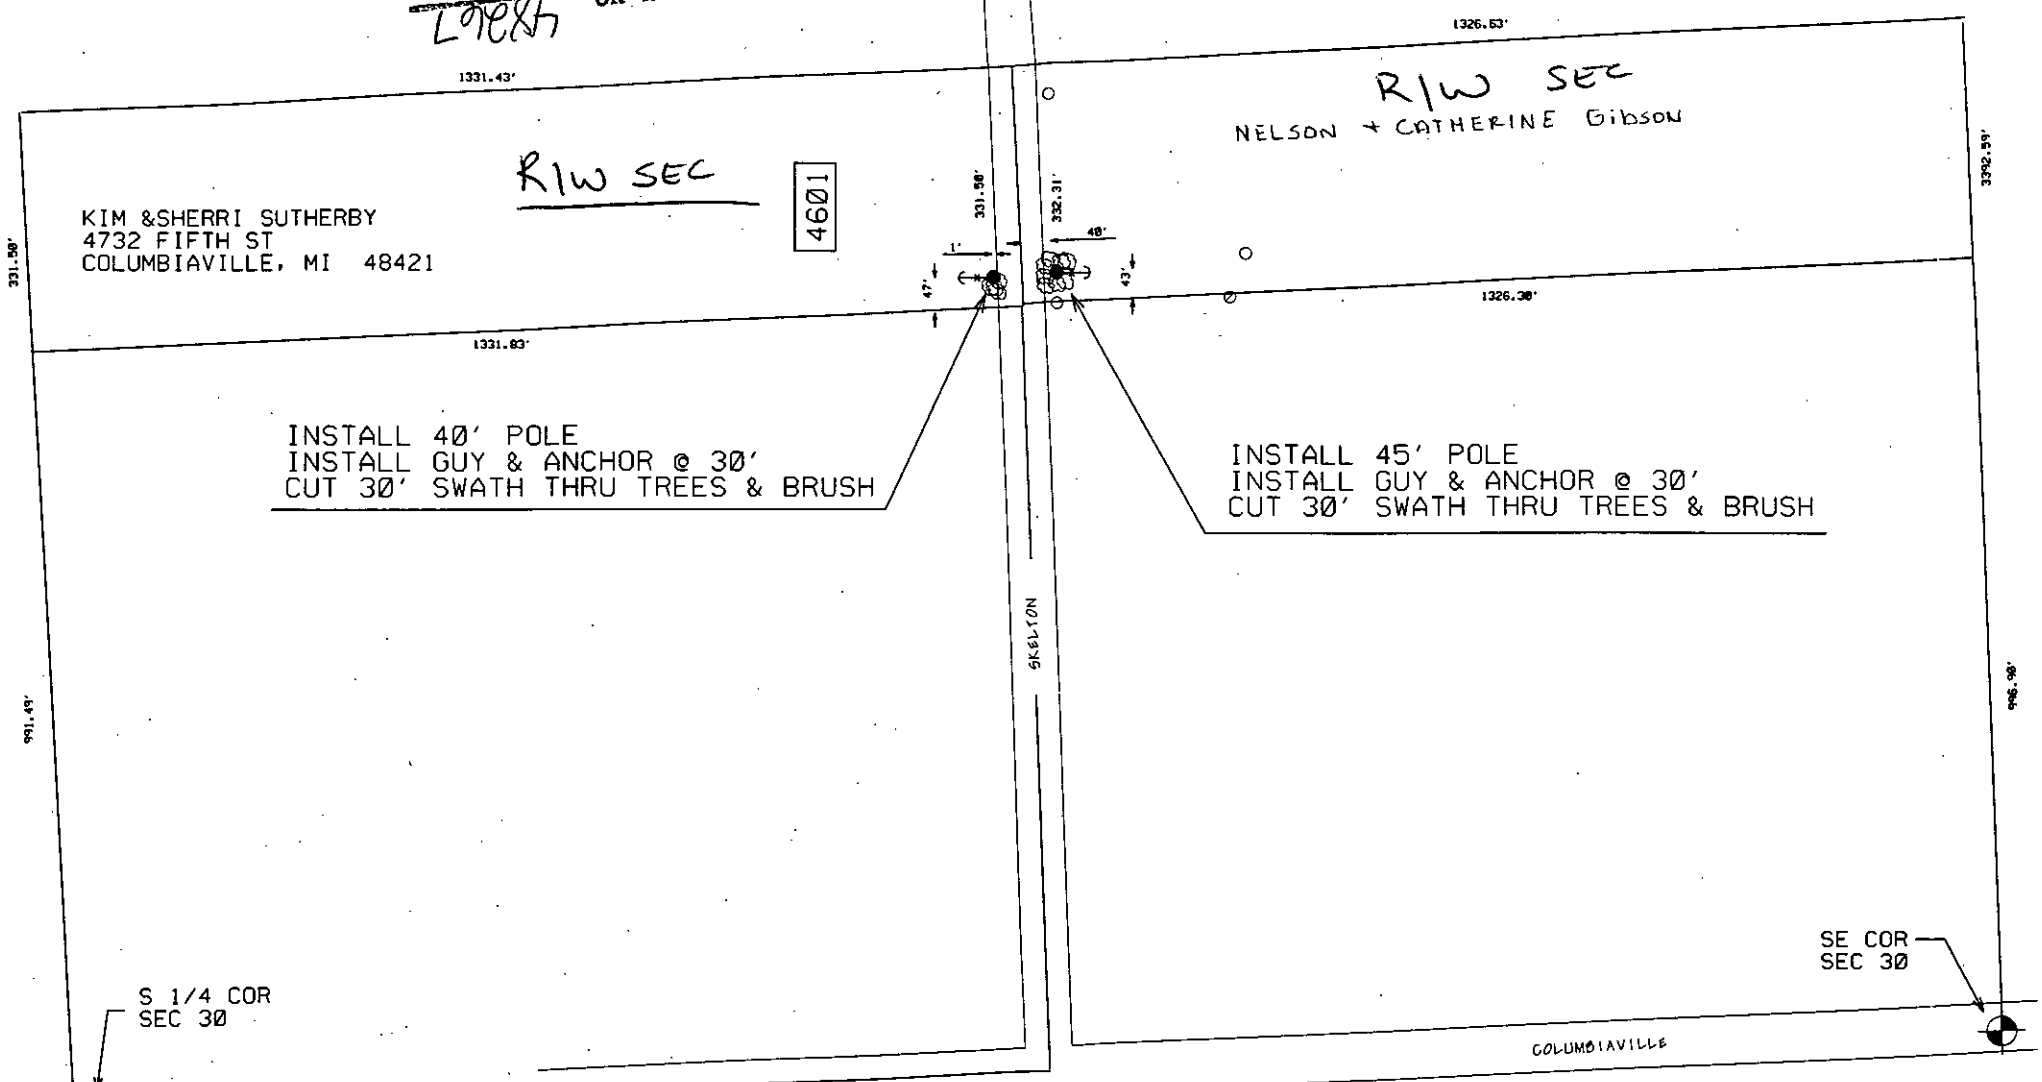 48267
1326.63'
1331.43'
R/W SEC
NELSON + CATHERINE GibSON
3392.59'
R/W SEC
4601
331.50'
332.31'
KIM &SHERRI SUTHERBY
4732 FIFTH ST
COLUMBIAVILLE, MI 48421
331.50'
1'
40'
47'
43'
1326.30'
1331.83'
INSTALL 40' POLE
INSTALL GUY & ANCHOR @ 30'
CUT 30' SWATH THRU TREES & BRUSH
INSTALL 45' POLE
INSTALL GUY & ANCHOR @ 30'
CUT 30' SWATH THRU TREES & BRUSH
SKELTON
991.49'
996.90'
SE COR
SEC 30
S 1/4 COR
SEC 30
COLUMBIAVILLE